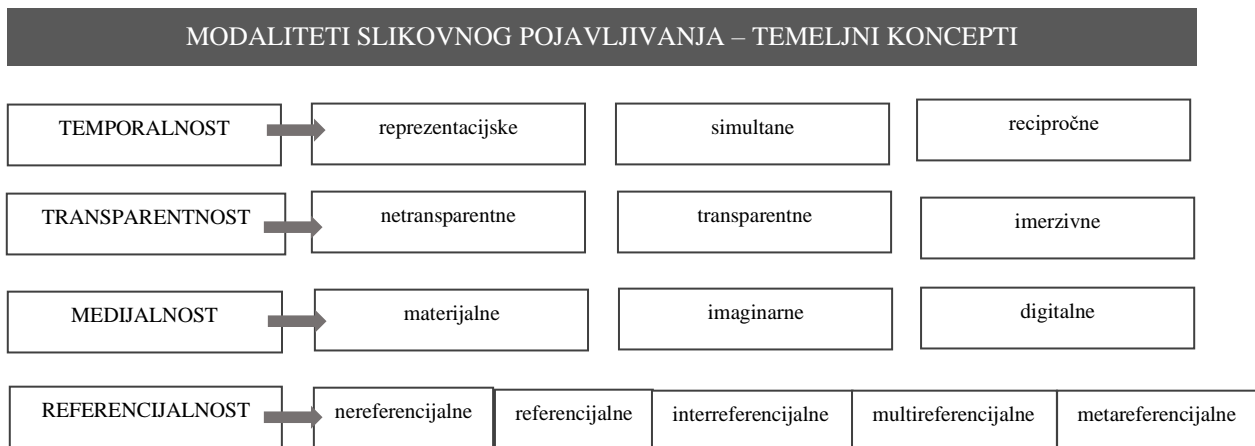 MODALITETI SLIKOVNOG POJAVLJIVANJA – TEMELJNI KONCEPTI
TEMPORALNOST reprezentacijske simultane recipročne
TRANSPARENTNOST netransparentne transparentne imerzivne
MEDIJALNOST materijalne imaginarne digitalne
REFERENCIJALNOST nereferencijalne referencijalne interreferencijalne multireferencijalne metareferencijalne